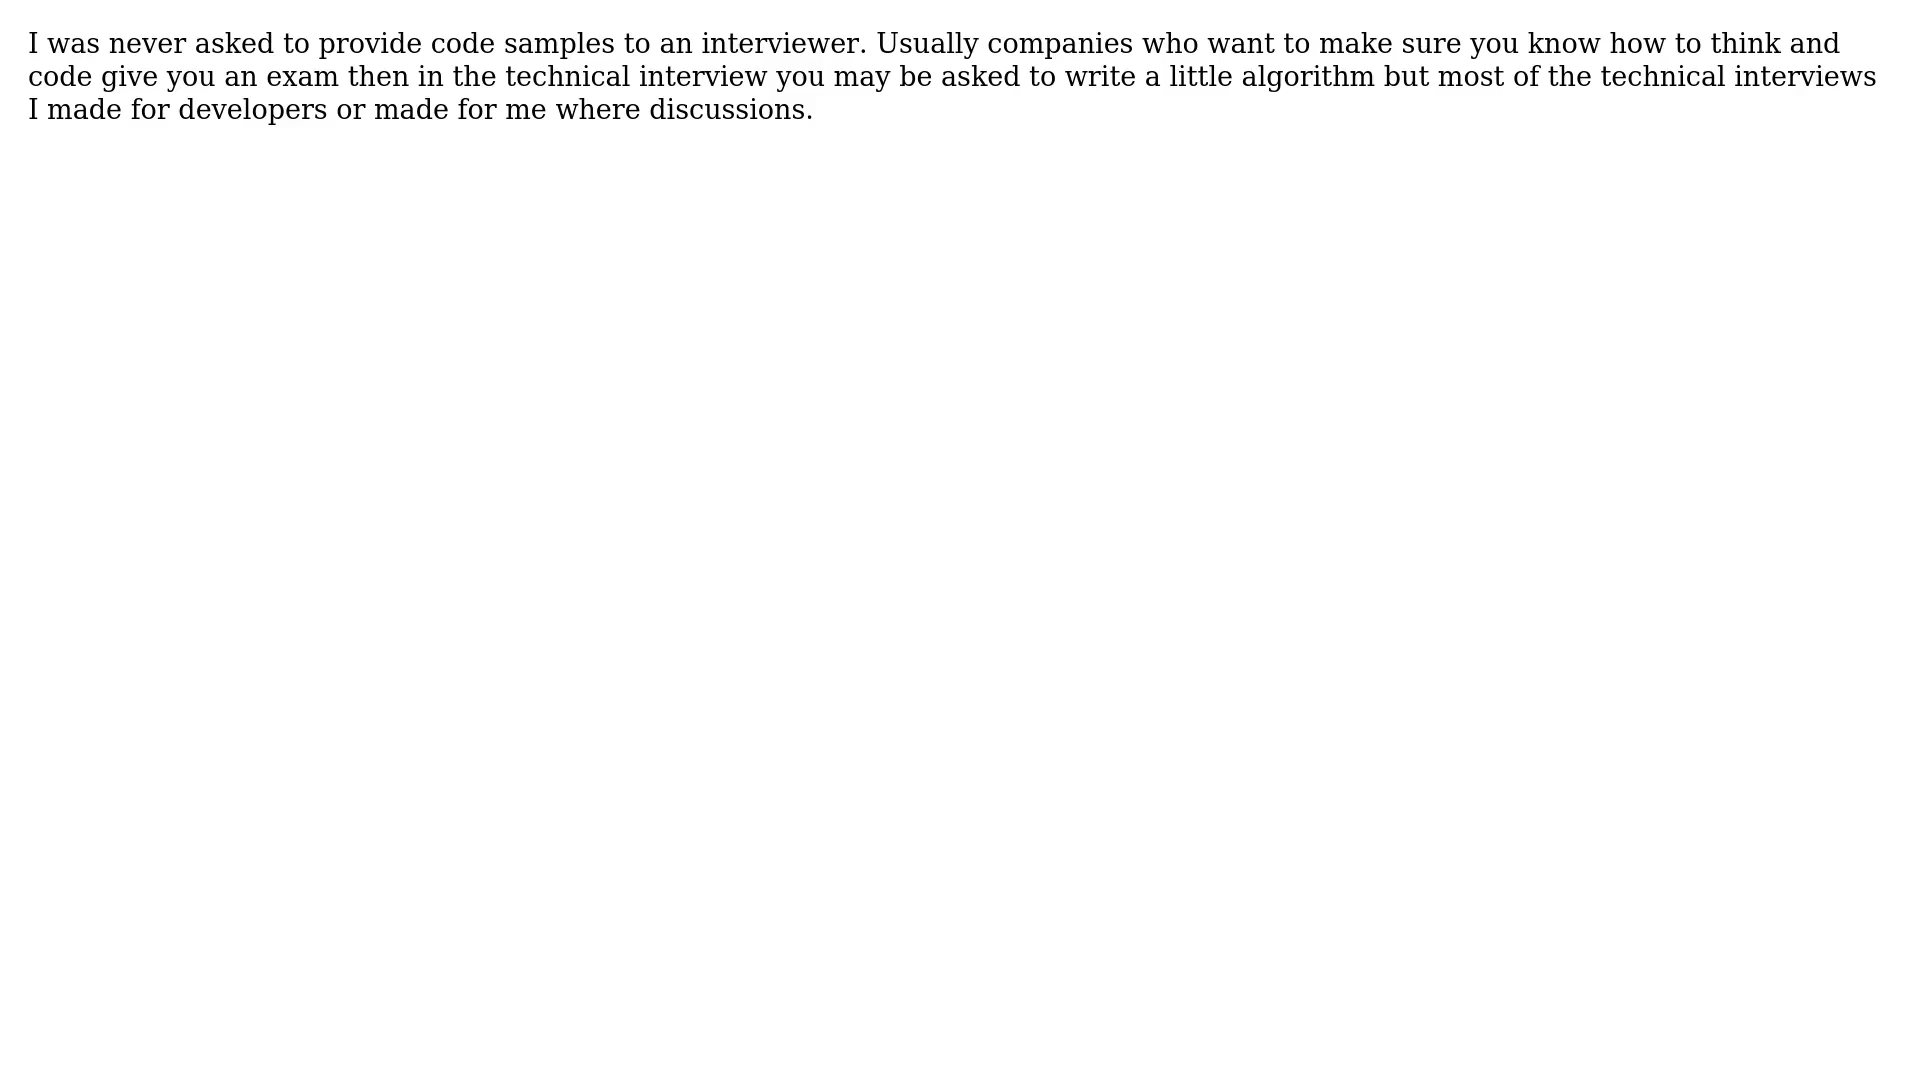 I was never asked to provide code samples to an interviewer. Usually companies who want to make sure you know how to think and
code give you an exam then in the technical interview you may be asked to write a little algorithm but most of the technical interviews
I made for developers or made for me where discussions.